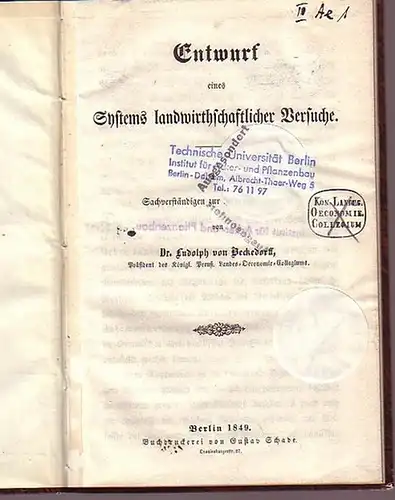 III Ae 1
Entwurf
eines
Systems landwirthschaftlicher Versuche.
Technische Universität Berlin
Institut für Acker- und Pflanzenbau
Berlin-Dahlem, Albrecht-Thaer-Weg 5
Tel.: 76 11 97
Ausgesondert
Sachverständigen zur
KÖN. LANDES.
OECONOMIE.
COLLEGIUM
von
Dr. Ludolph von Beckedorff,
Präsident des Königl. Preuß. Landes-Oeconomie-Collegiums.
Berlin 1849.
Buchdruckerei von Gustav Schade.